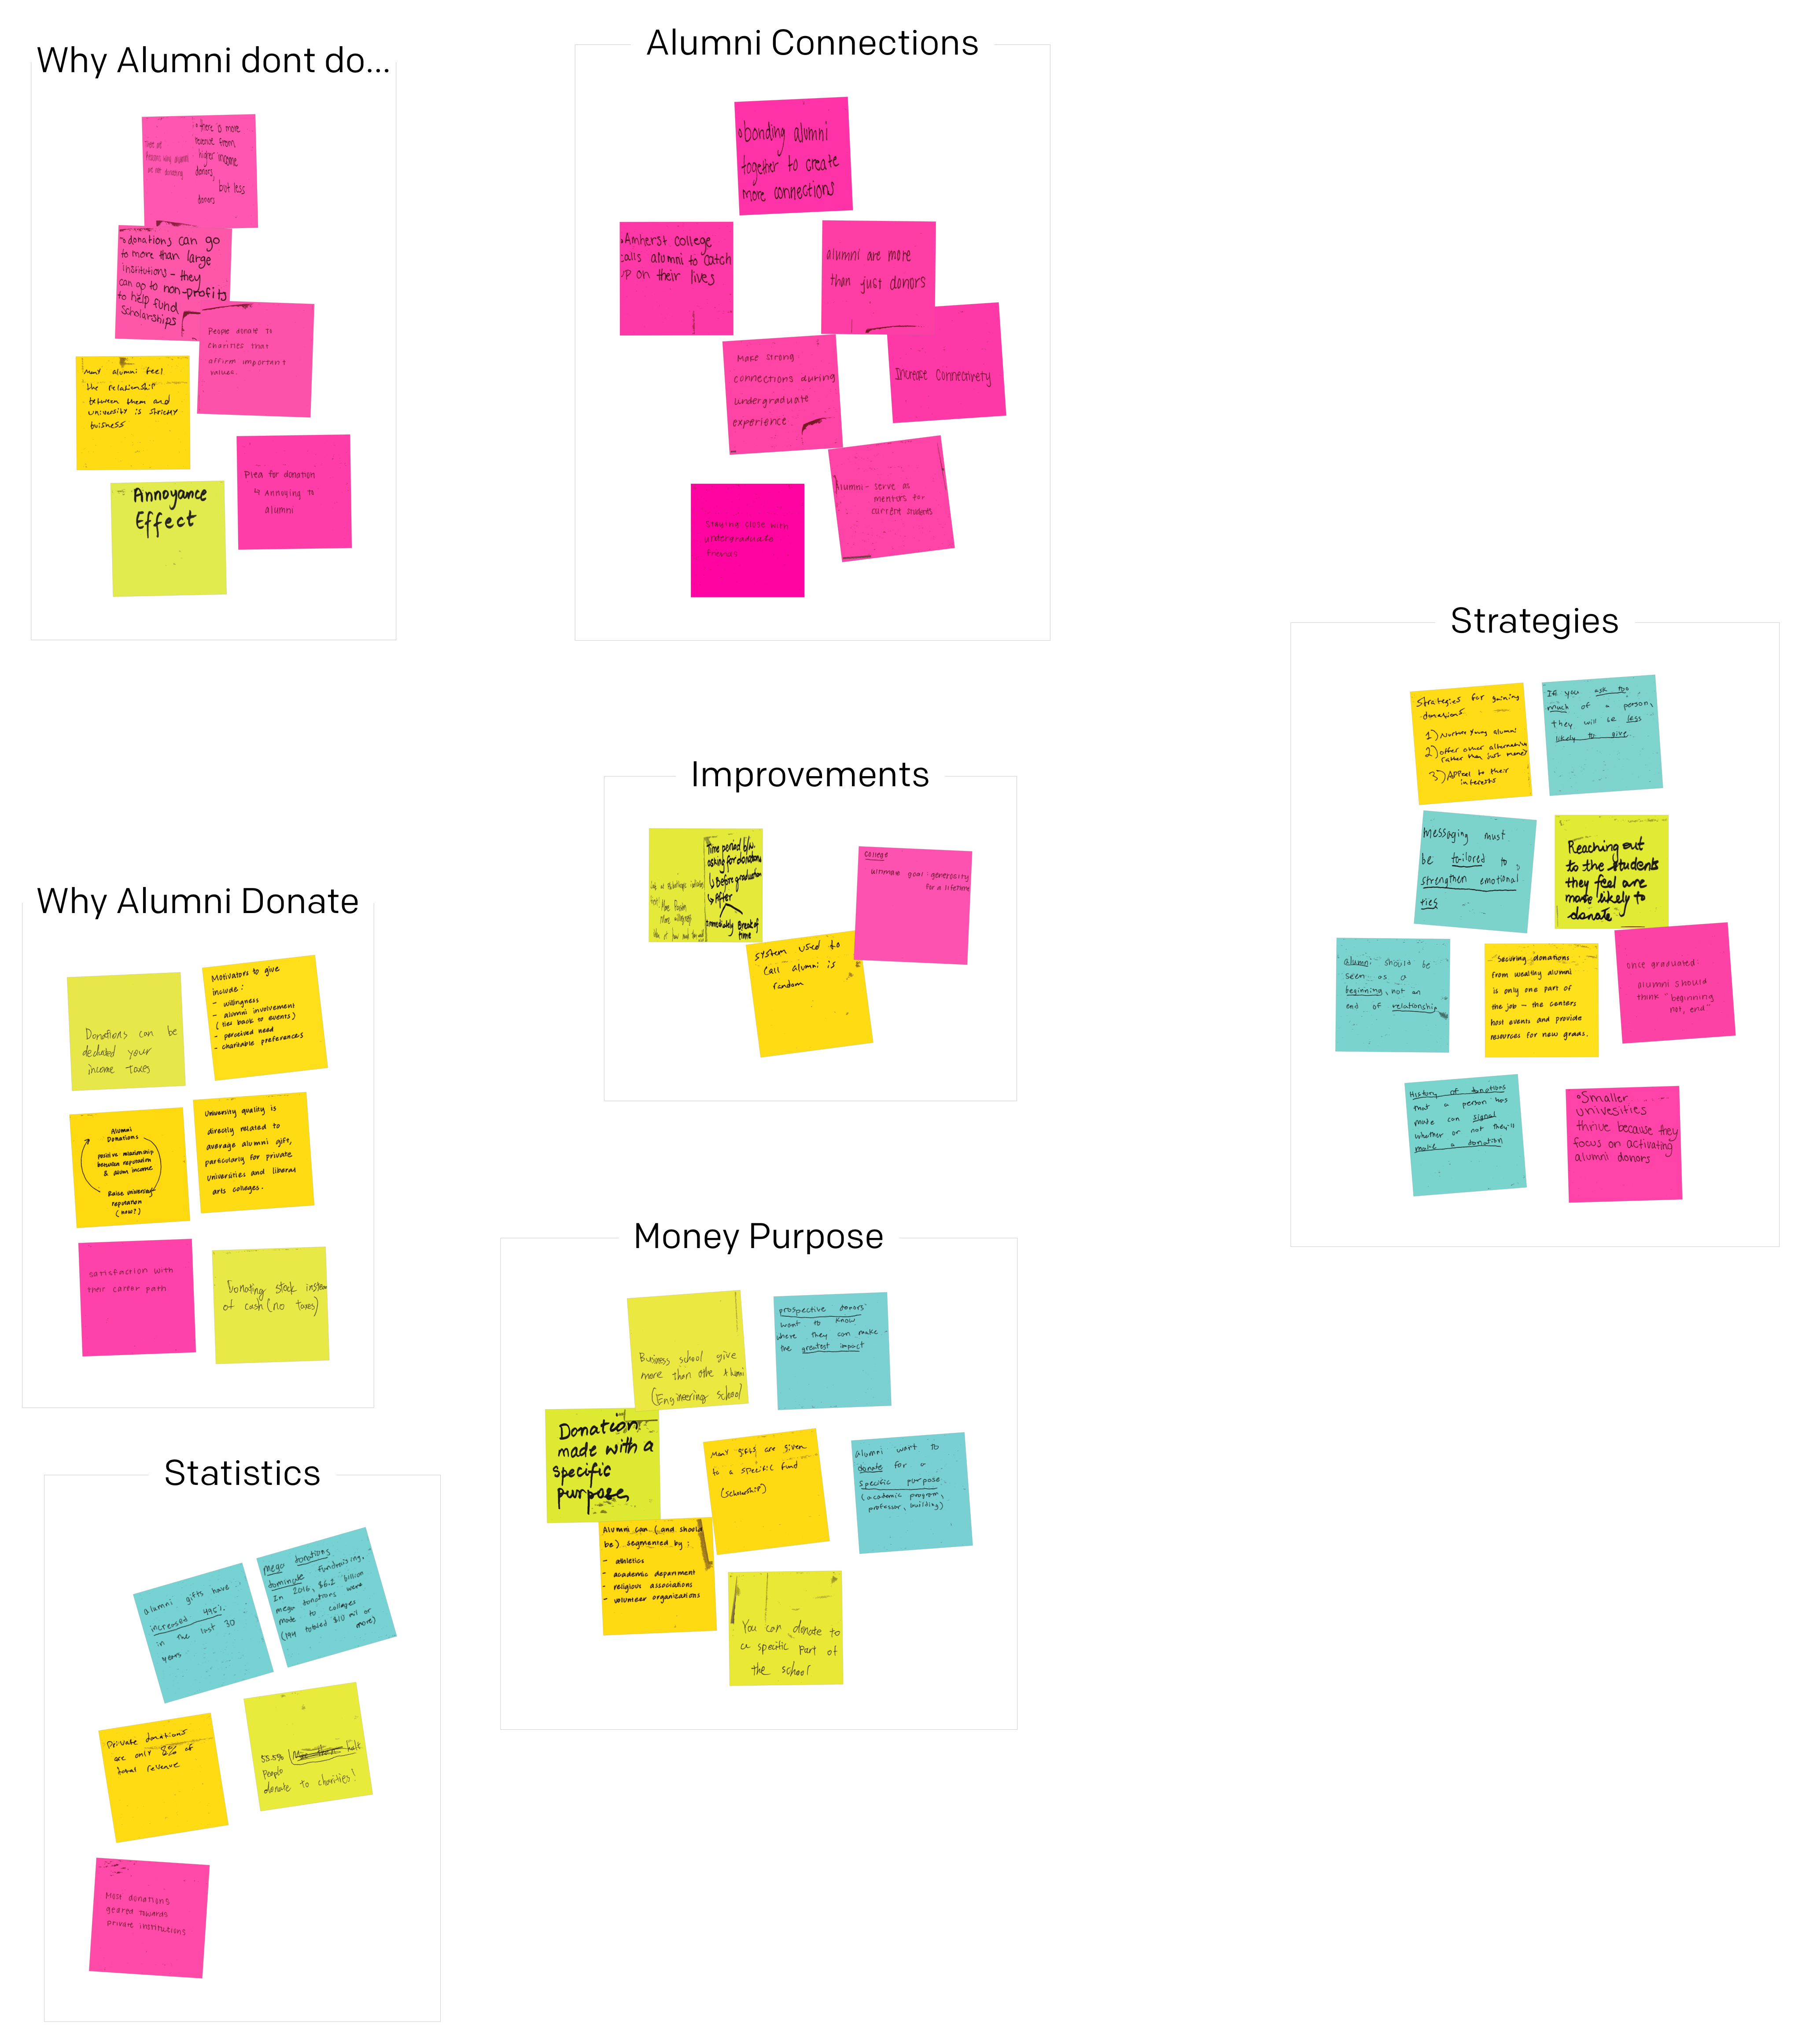 Why Alumni dont do...
there is more
revenue from
higher income
donors,
but less
donors
donations can go
to more than large
institutions - they
can go to non-profits
to help fund
scholarships
People donate to
charities that
affirm important
values.
Many alumni feel
the relationship
between them and
university is strictly
buisness
Annoyance
Effect
Plea for donation
is annoying to
alumni
Alumni Connections
bonding alumni
together to create
more connections
Amherst college
calls alumni to catch
up on their lives
alumni are more
than just donors
Make strong
connections during
undergraduate
experience
Increase Connectivety
Alumni - serve as
mentors for
current students
Staying close with
undergraduate
friends
Strategies
Strategies for gaining
donations
1) Nurture young alumni
2) offer other alternatives
rather than just money
3) Appeal to their
interests
If you ask too
much of a person,
they will be less
likely to give
Messaging must
be tailored to
strengthen emotional
ties
Reaching out
to the students
they feel are
more likely to
donate
alumni should be
seen as a
beginning, not an
end of relationship
Securing donations
from wealthy alumni
is only one part of
the job - the centers
host events and provide
resources for new grads.
once graduated:
alumni should
think "beginning
not, end"
History of donations
that a person has
made can signal
whether or not they'll
make a donation
Smaller
univesities
thrive because they
focus on activating
alumni donors
Improvements
Time period b/w
asking for donations
↳ Before graduation
↳ After
Immediately Break of
time
College
ultimate goal: generosity
for a lifetime
system used to
call alumni is
random
Why Alumni Donate
Donations can be
deducted your
income taxes
Motivators to give
include:
- willingness
- alumni involvement
(ties back to events)
- perceived need
- charitable preferences
Alumni
Donations
positive relationship
between reputation
& alum income
Raise university
reputation
(how?)
University quality is
directly related to
average alumni gift,
particularly for private
universities and liberal
arts colleges.
satisfaction with
their career path
Donating stock instead
of cash (no taxes)
Money Purpose
Business school give
more than othe Alumni
(Engineering school
prospective donors
want to know
where they can make
the greatest impact
Donation
made with a
specific
purpose
Many gifts are given
to a specific fund
(scholarship)
alumni want to
donate for a
specific purpose
(academic program,
professor, building)
Alumni can (and should
be) segmented by:
- athletics
- academic department
- religious associations
- volunteer organizations
You can donate to
a specific part of
the school
Statistics
alumni gifts have
increased 495%
in the last 30
years
Mega donations
dominate fundraising.
In 2016, $6.2 billion
mega donations were
made to colleges
(194 totaled $10 mil or
more)
Private donations
are only 8% of
total revenue
55.5% half
People
donate to charities!
Most donations
geared towards
private institutions